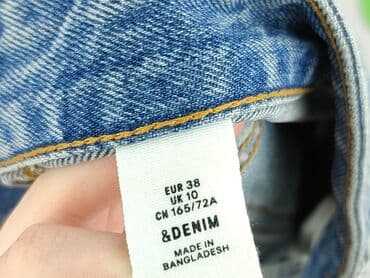 EUR 38
UK 10
CN 165/72A
&DENIM
MADE IN
BANGLADESH